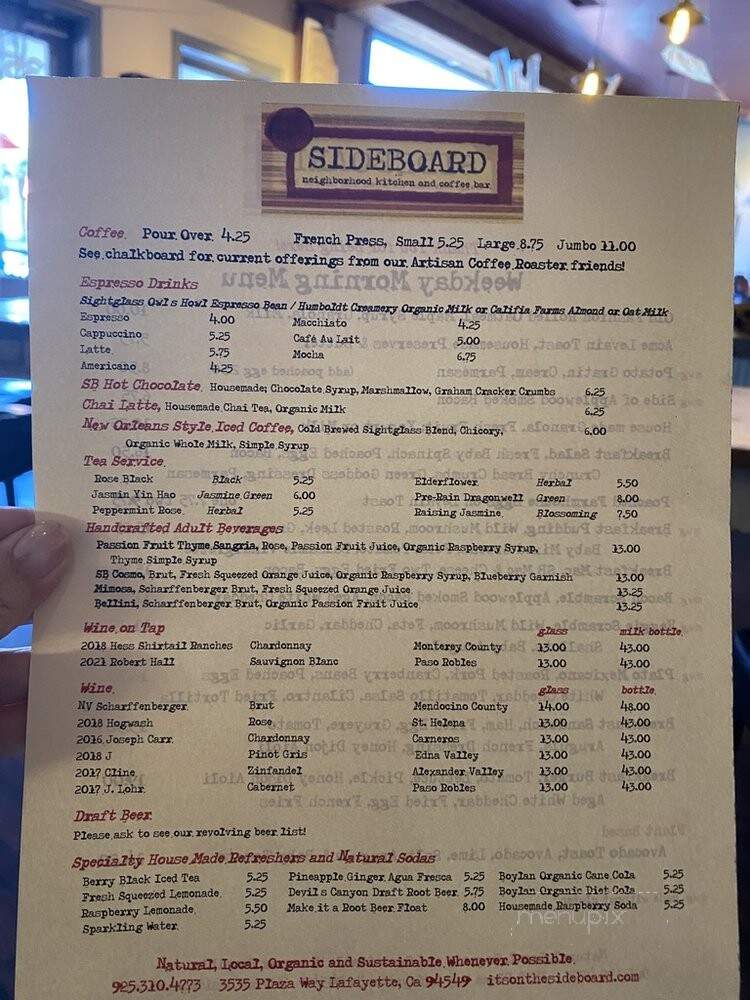 SIDEBOARD
neighborhood kitchen and coffee bar
Coffee. Pour Over. 4.25 French Press, Small 5.25 Large 8.75 Jumbo 11.00
See chalkboard for current offerings from our Artisan Coffee Roaster friends!
Espresso Drinks
Sightglass Owl's Howl Espresso Bean / Humboldt Creamery Organic Milk or Califia Farms Almond or Oat Milk
Espresso 4.00 Macchiato 4.25
Cappuccino 5.25 Café Au Lait 5.00
Latte 5.75 Mocha 6.75
Americano 4.25
SB Hot Chocolate. Housemade; Chocolate Syrup, Marshmallow, Graham Cracker Crumbs 6.25
Chai Latte, Housemade Chai Tea, Organic Milk 6.25
New Orleans Style Iced Coffee, Cold Brewed Sightglass Blend, Chicory, 6.00
Organic Whole Milk, Simple Syrup
Tea Service.
Rose Black Black 5.25 Elderflower Herbal 5.50
Jasmin Yin Hao Jasmine Green 6.00 Pre-Rain Dragonwell Green 8.00
Peppermint Rose. Herbal 5.25 Raising Jasmine. Blossoming 7.50
Handcrafted Adult Beverages
Passion Fruit Thyme Sangria, Rose, Passion Fruit Juice, Organic Raspberry Syrup, 13.00
Thyme Simple Syrup
SB Cosmo, Brut, Fresh Squeezed Orange Juice, Organic Raspberry Syrup, Blueberry Garnish 13.00
Mimosa, Scharffenberger Brut, Fresh Squeezed Orange Juice 13.25
Bellini, Scharffenberger Brut, Organic Passion Fruit Juice 13.25
Wine on Tap glass milk bottle.
2018 Hess Shirtail Ranches Chardonnay Monterey County 13.00 43.00
2021 Robert Hall Sauvignon Blanc Paso Robles 13.00 43.00
Wine. glass bottle.
NV Scharffenberger. Brut Mendocino County 14.00 48.00
2018 Hogwash Rose St. Helena 13.00 43.00
2016 Joseph Carr. Chardonnay Carneros 13.00 43.00
2018 J Pinot Gris Edna Valley 13.00 43.00
2017 Cline Zinfandel Alexander Valley 13.00 43.00
2017 J. Lohr. Cabernet Paso Robles 13.00 43.00
Draft Beer
Please ask to see our revolving beer list!
Specialty House Made Refreshers and Natural Sodas
Berry Black Iced Tea 5.25 Pineapple Ginger Agua Fresca 5.25 Boylan Organic Cane Cola 5.25
Fresh Squeezed Lemonade. 5.25 Devil's Canyon Draft Root Beer. 5.75 Boylan Organic Diet Cola 5.25
Raspberry Lemonade. 5.50 Make it a Root Beer Float 8.00 Housemade Raspberry Soda 5.25
Sparkling Water. 5.25
menupix
Natural, Local, Organic and Sustainable Whenever Possible.
925.310.4773 3535 Plaza Way Lafayette, Ca 94549 itsonthesideboard.com